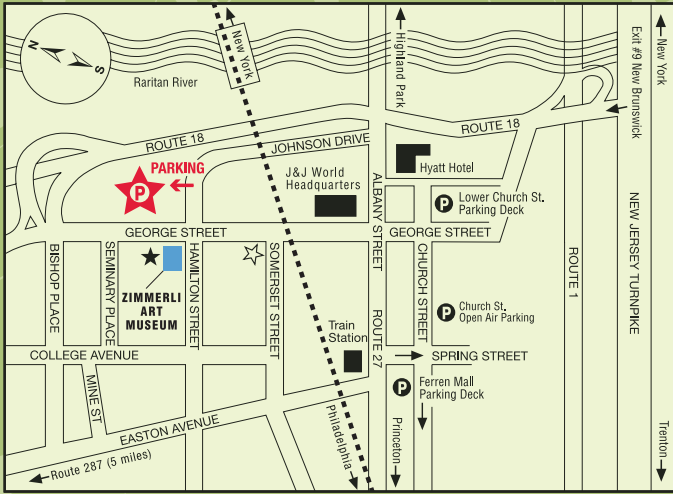 N
S
Raritan River
New York
Highland Park
Exit #9 New Brunswick
New York
ROUTE 18
JOHNSON DRIVE
ROUTE 18
PARKING
P
J&J World
Headquarters
Hyatt Hotel
P
Lower Church St.
Parking Deck
ALBANY STREET
GEORGE STREET
GEORGE STREET
BISHOP PLACE
SEMINARY PLACE
HAMILTON STREET
SOMERSET STREET
CHURCH STREET
ROUTE 1
NEW JERSEY TURNPIKE
ZIMMERLI
ART
MUSEUM
P
Church St.
Open Air Parking
Train
Station
ROUTE 27
COLLEGE AVENUE
SPRING STREET
MINE ST
P
Ferren Mall
Parking Deck
EASTON AVENUE
Philadelphia
Princeton
Trenton
Route 287 (5 miles)